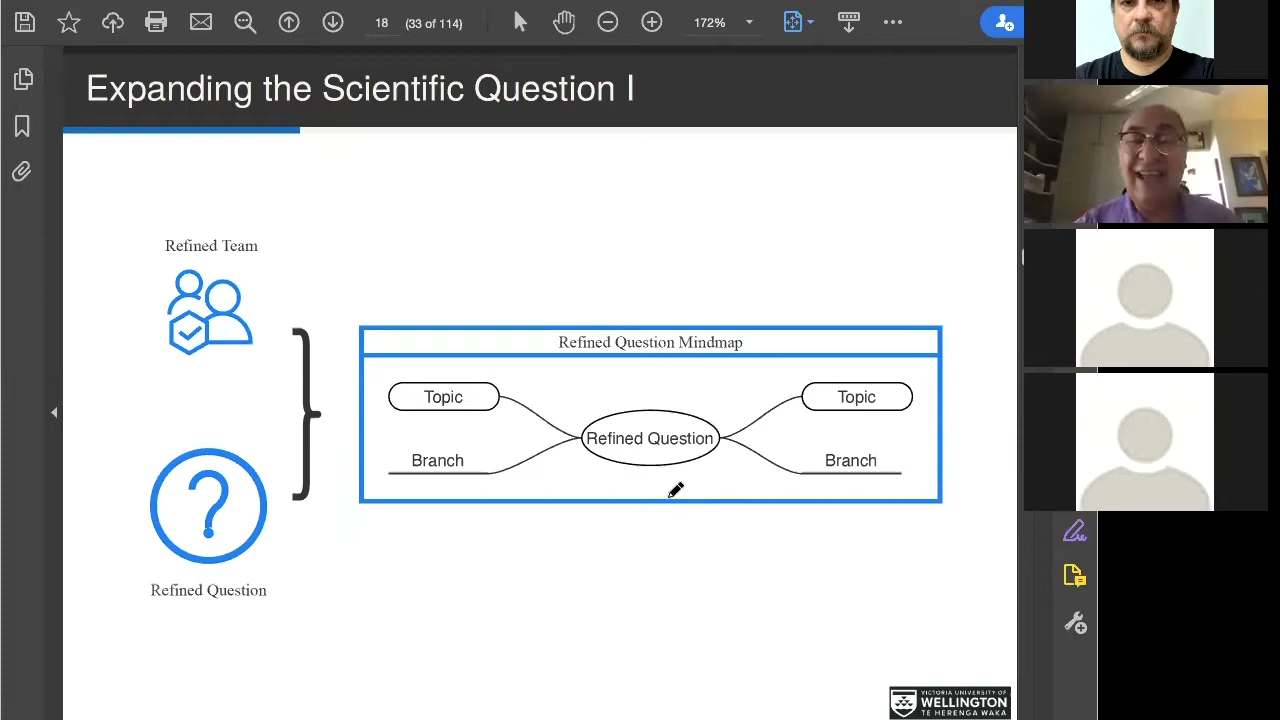 18
(33 of 114)
172%
Expanding the Scientific Question I
Refined Team
Refined Question Mindmap
Topic
Topic
Refined Question
Branch
Branch
Refined Question
VICTORIA UNIVERSITY OF
WELLINGTON
TE HERENGA WAKA